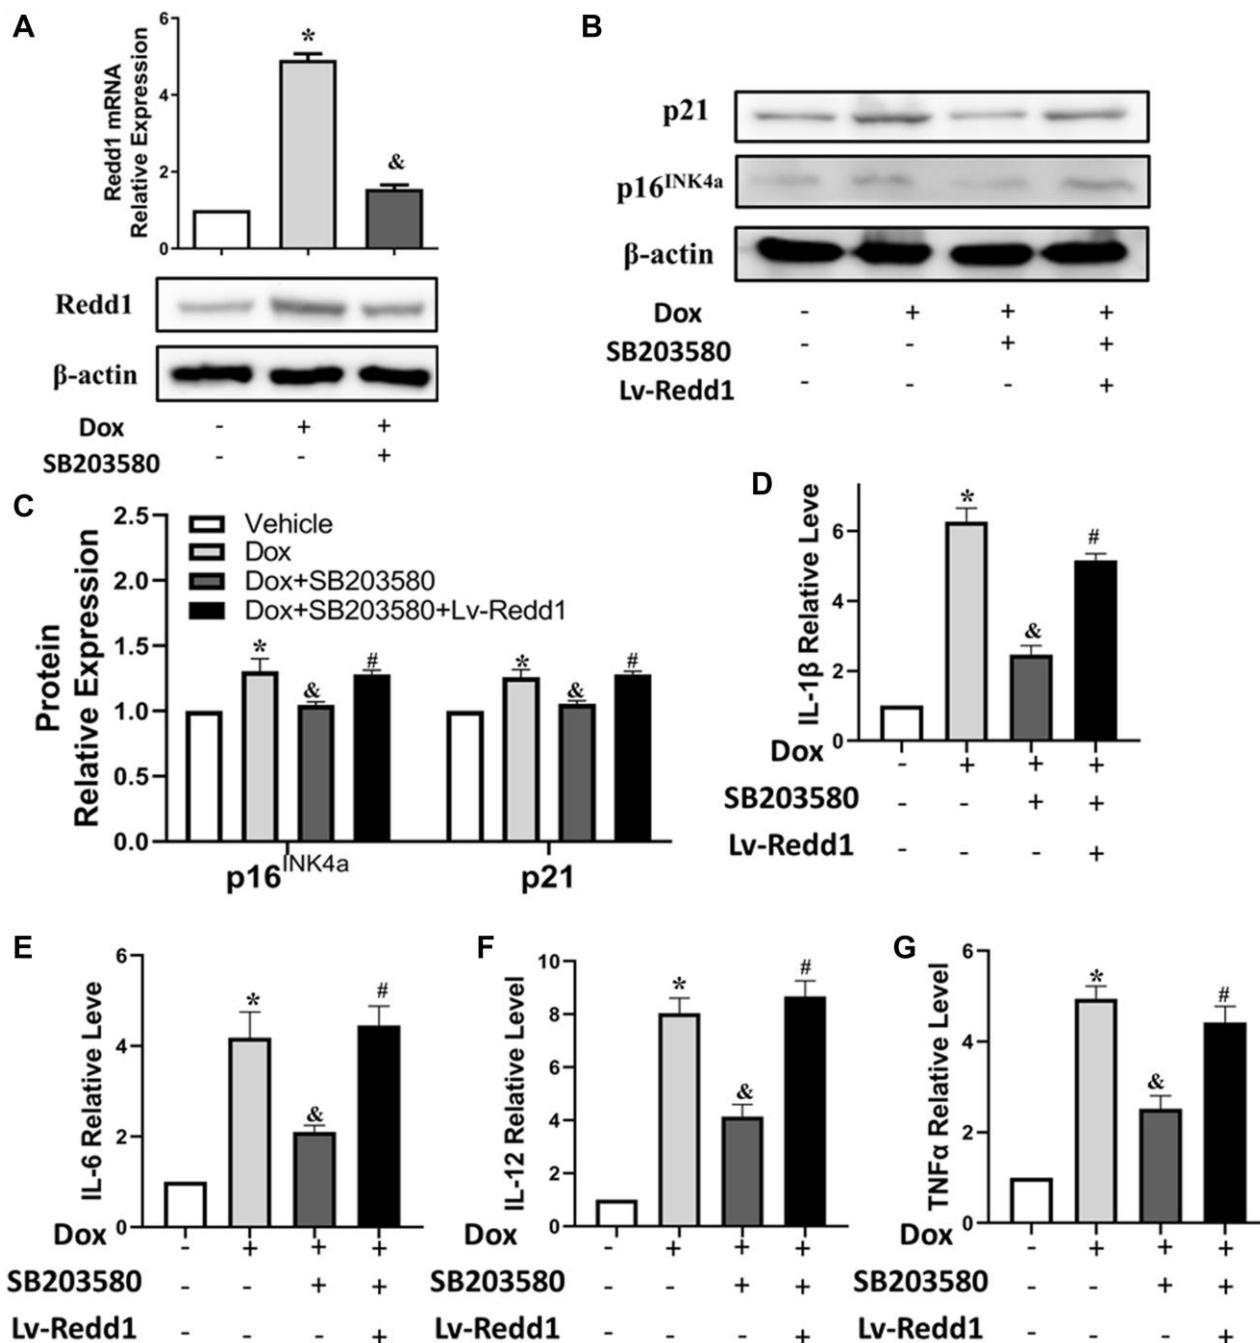 A
Redd1 mRNA
Relative Expression
6
4
2
0
*
&
Redd1
β-actin
Dox - + +
SB203580 - - +
B
p21
p16INK4a
β-actin
Dox - + + +
SB203580 - - + +
Lv-Redd1 - - - +
C
Protein
Relative Expression
2.5
2.0
1.5
1.0
0.5
0.0
Vehicle
Dox
Dox+SB203580
Dox+SB203580+Lv-Redd1
* & # * & #
p16INK4a p21
D
IL-1β Relative Leve
6
4
2
0
* & #
Dox - + + +
SB203580 - - + +
Lv-Redd1 - - - +
E
IL-6 Relative Leve
6
4
2
0
* & #
Dox - + + +
SB203580 - - + +
Lv-Redd1 - - - +
F
IL-12 Relative Level
10
8
6
4
2
0
* & #
Dox - + + +
SB203580 - - + +
Lv-Redd1 - - - +
G
TNFα Relative Level
6
4
2
0
* & #
Dox - + + +
SB203580 - - + +
Lv-Redd1 - - - +